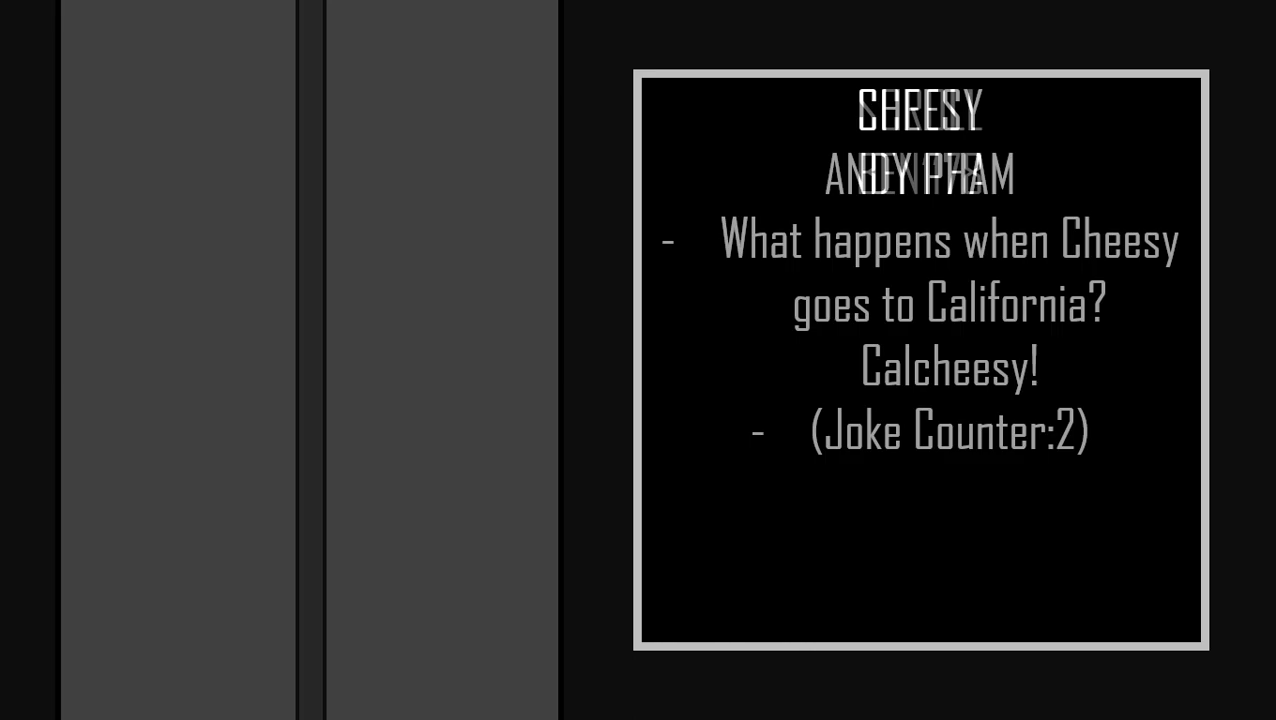 CHEESY
ANDY PHAM
- What happens when Cheesy
goes to California?
Calcheesy!
- (Joke Counter:2)